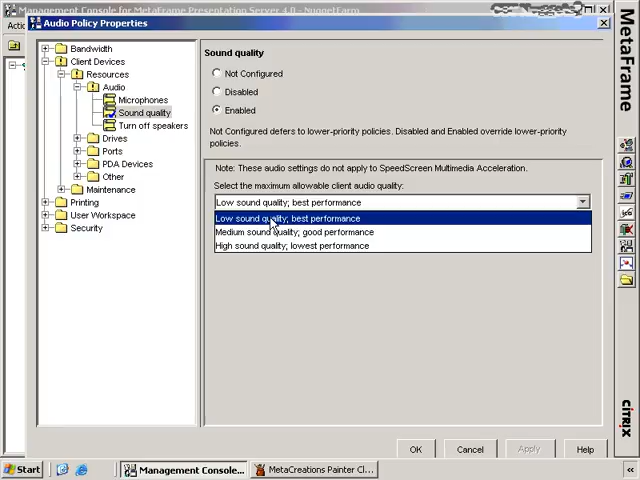 Management Console for MetaFrame Presentation Server 4.0 - NuggetFarm
Audio Policy Properties
Bandwidth
Client Devices
Resources
Audio
Microphones
Sound quality
Turn off speakers
Drives
Ports
PDA Devices
Other
Maintenance
Printing
User Workspace
Security
Sound quality
Not Configured
Disabled
Enabled
Not Configured defers to lower-priority policies. Disabled and Enabled override lower-priority
policies.
Note: These audio settings do not apply to SpeedScreen Multimedia Acceleration.
Select the maximum allowable client audio quality:
Low sound quality; best performance
Low sound quality; best performance
Medium sound quality; good performance
High sound quality; lowest performance
OK
Cancel
Apply
Help
MetaFrame
CITRIX
Start
Management Console...
MetaCreations Painter Cl...